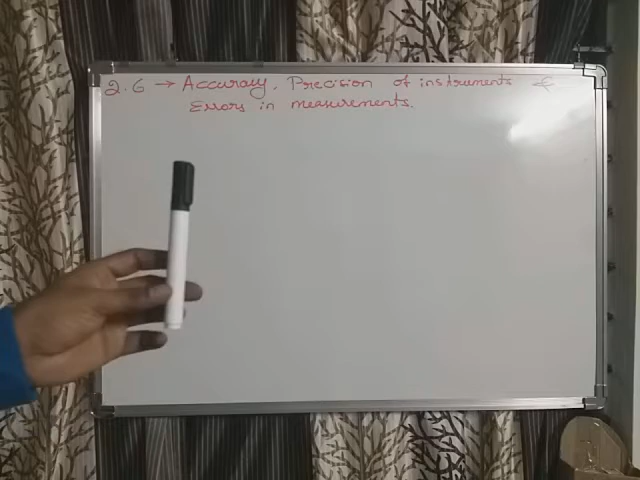 2.6 → Accuracy, Precision of instruments &
Errors in measurements.